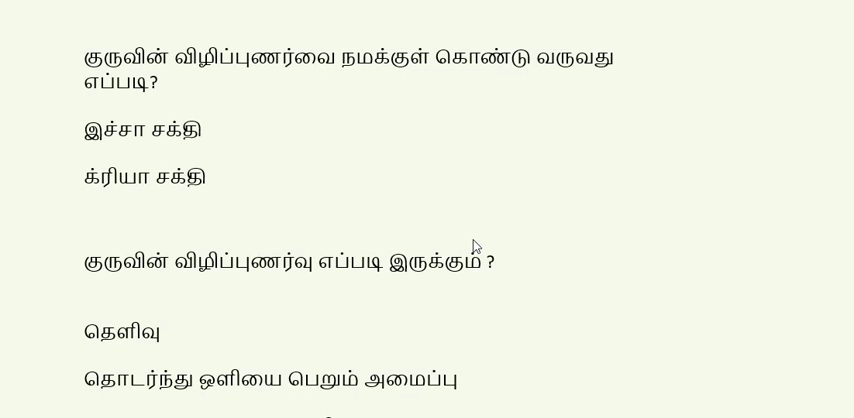 குருவின் விழிப்புணர்வை நமக்குள் கொண்டு வருவது
எப்படி?
இச்சா சக்தி
க்ரியா சக்தி
குருவின் விழிப்புணர்வு எப்படி இருக்கும் ?
தெளிவு
தொடர்ந்து ஒளியை பெறும் அமைப்பு